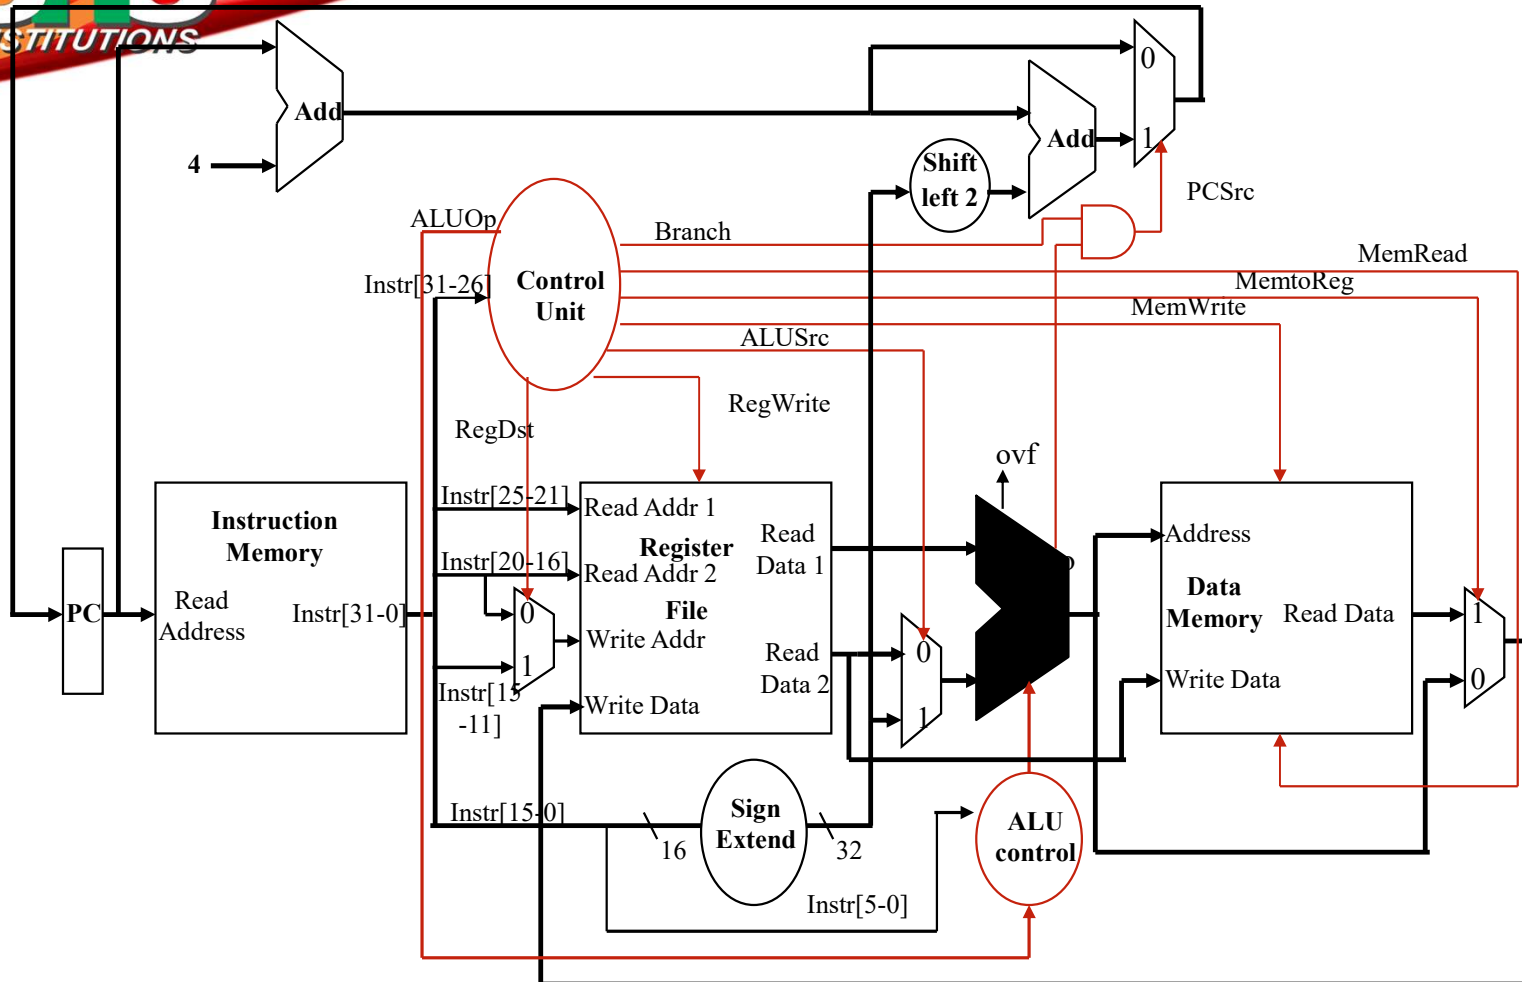 STITUTIONS
Add
4
0
1
Add
Shift
left 2
PCSrc
ALUOp
Branch
MemRead
MemtoReg
MemWrite
Instr[31-26]
Control
Unit
ALUSrc
RegWrite
RegDst
ovf
Instruction
Memory
Read
Address
Instr[31-0]
PC
Instr[25-21]
Read Addr 1
Register
Instr[20-16]
Read Addr 2
File
0
1
Write Addr
Instr[15
-11]
Write Data
Read
Data 1
Read
Data 2
0
1
Address
Data
Memory
Read Data
Write Data
1
0
Instr[15-0]
16
Sign
Extend
32
ALU
control
Instr[5-0]